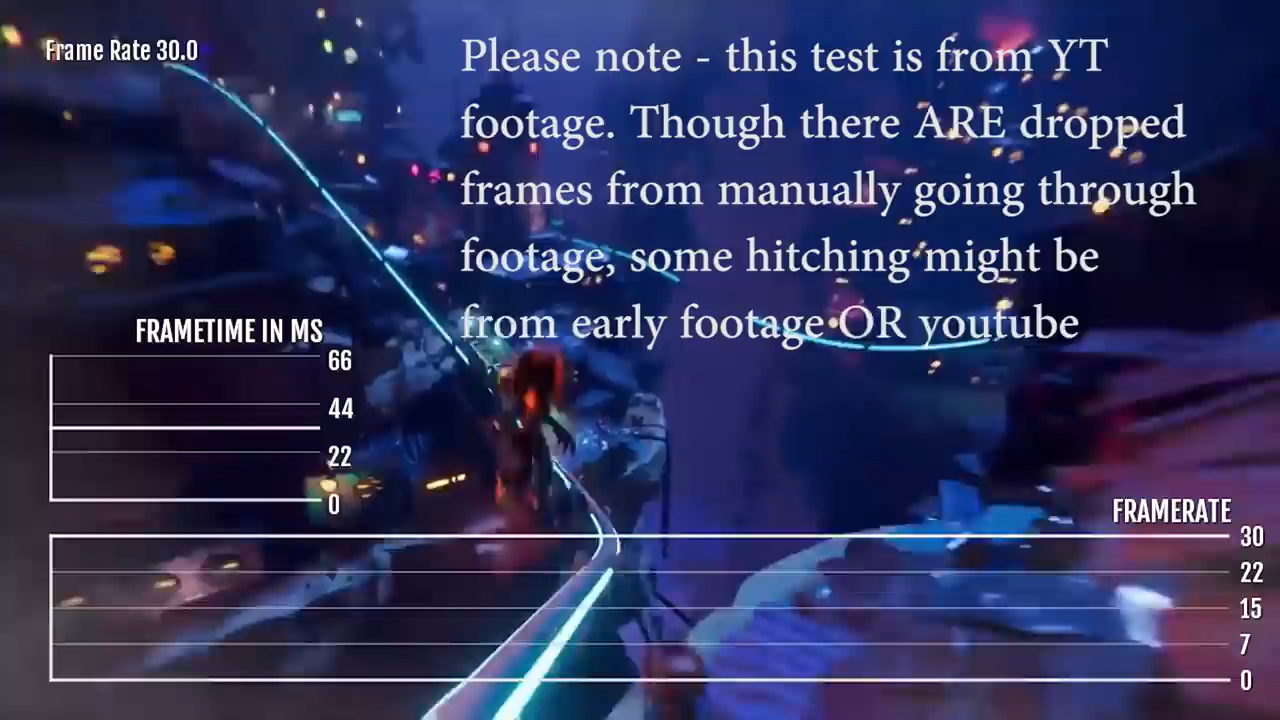 Frame Rate 30.0
Please note - this test is from YT
footage. Though there ARE dropped
frames from manually going through
footage, some hitching might be
from early footage OR youtube
FRAMETIME IN MS
66
44
22
0
FRAMERATE
30
22
15
7
0